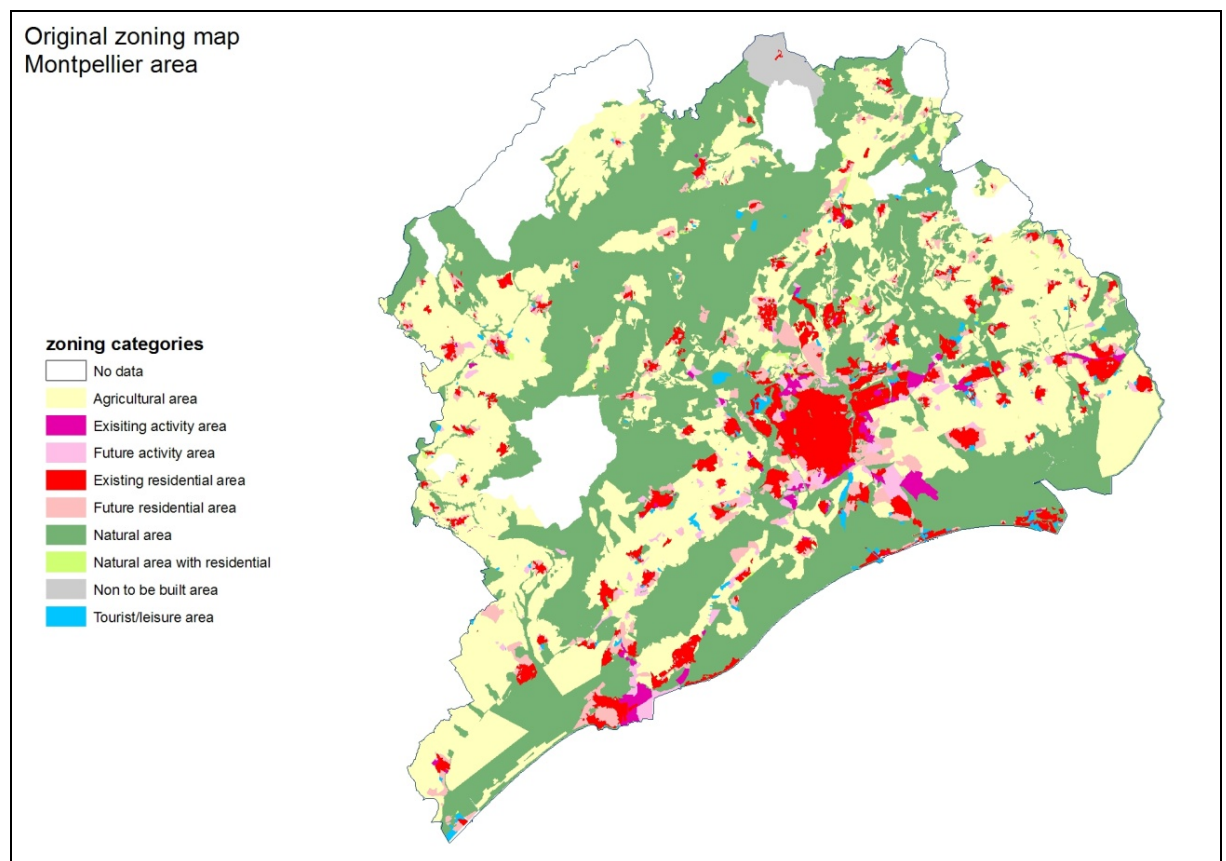 Original zoning map
Montpellier area
zoning categories
No data
Agricultural area
Exisiting activity area
Future activity area
Existing residential area
Future residential area
Natural area
Natural area with residential
Non to be built area
Tourist/leisure area